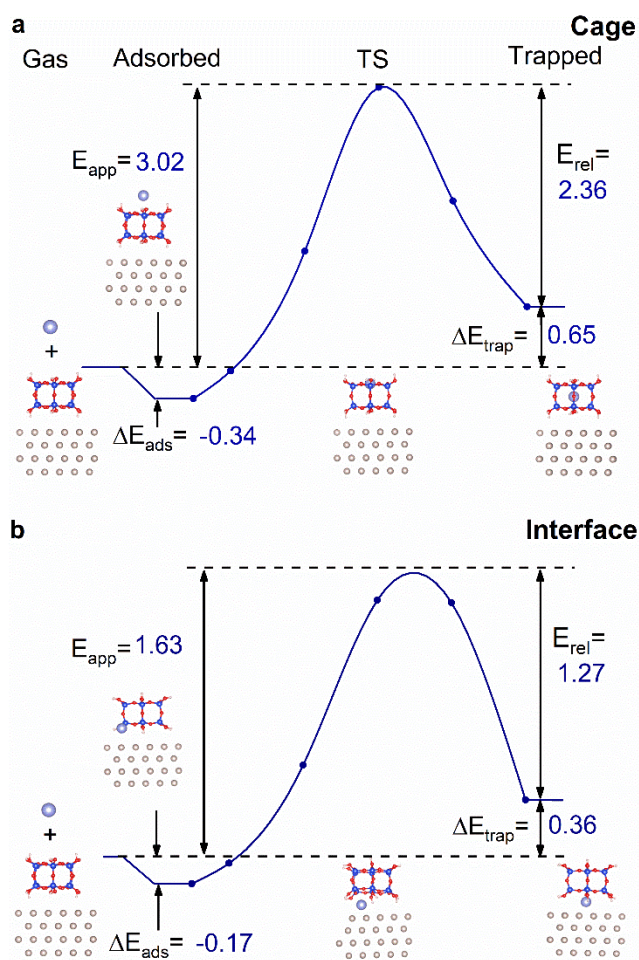 a
Cage
Gas Adsorbed TS Trapped
Eapp= 3.02
Erel=
2.36
+
ΔEtrap= 0.65
ΔEads= -0.34
b
Interface
Eapp= 1.63
Erel=
1.27
+
ΔEtrap= 0.36
ΔEads= -0.17